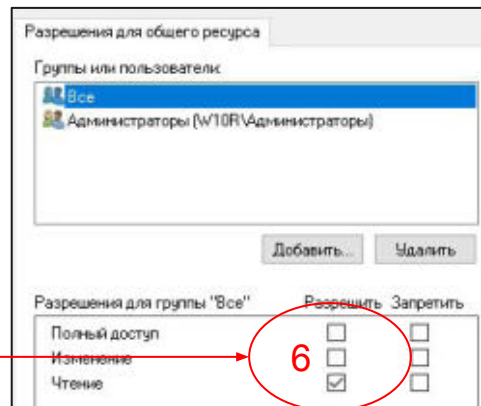 Разрешения для общего ресурса
Группы или пользователи:
Все
Администраторы (W10R\Администраторы)
Добавить... Удалить
Разрешения для группы "Все" Разрешить Запретить
Полный доступ
Изменение 6
Чтение